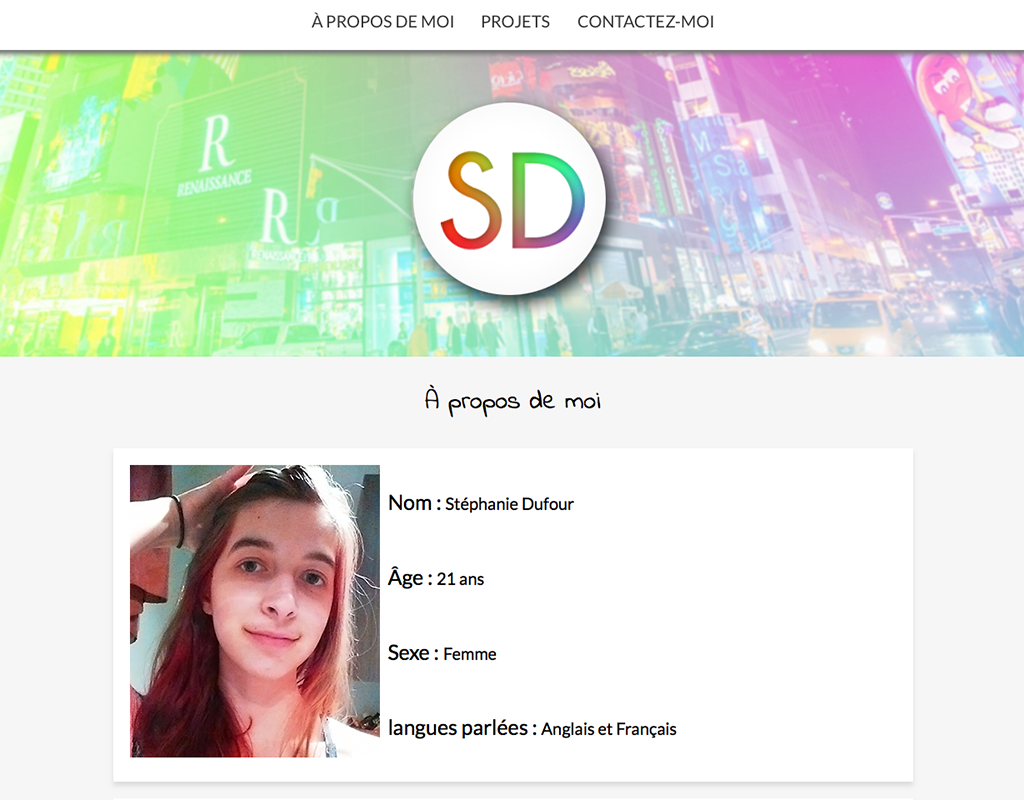 À PROPOS DE MOI PROJETS CONTACTEZ-MOI
R
RENAISSANCE
R
RENAISSANCE
SD
À propos de moi
Nom : Stéphanie Dufour
Âge : 21 ans
Sexe : Femme
langues parlées : Anglais et Français